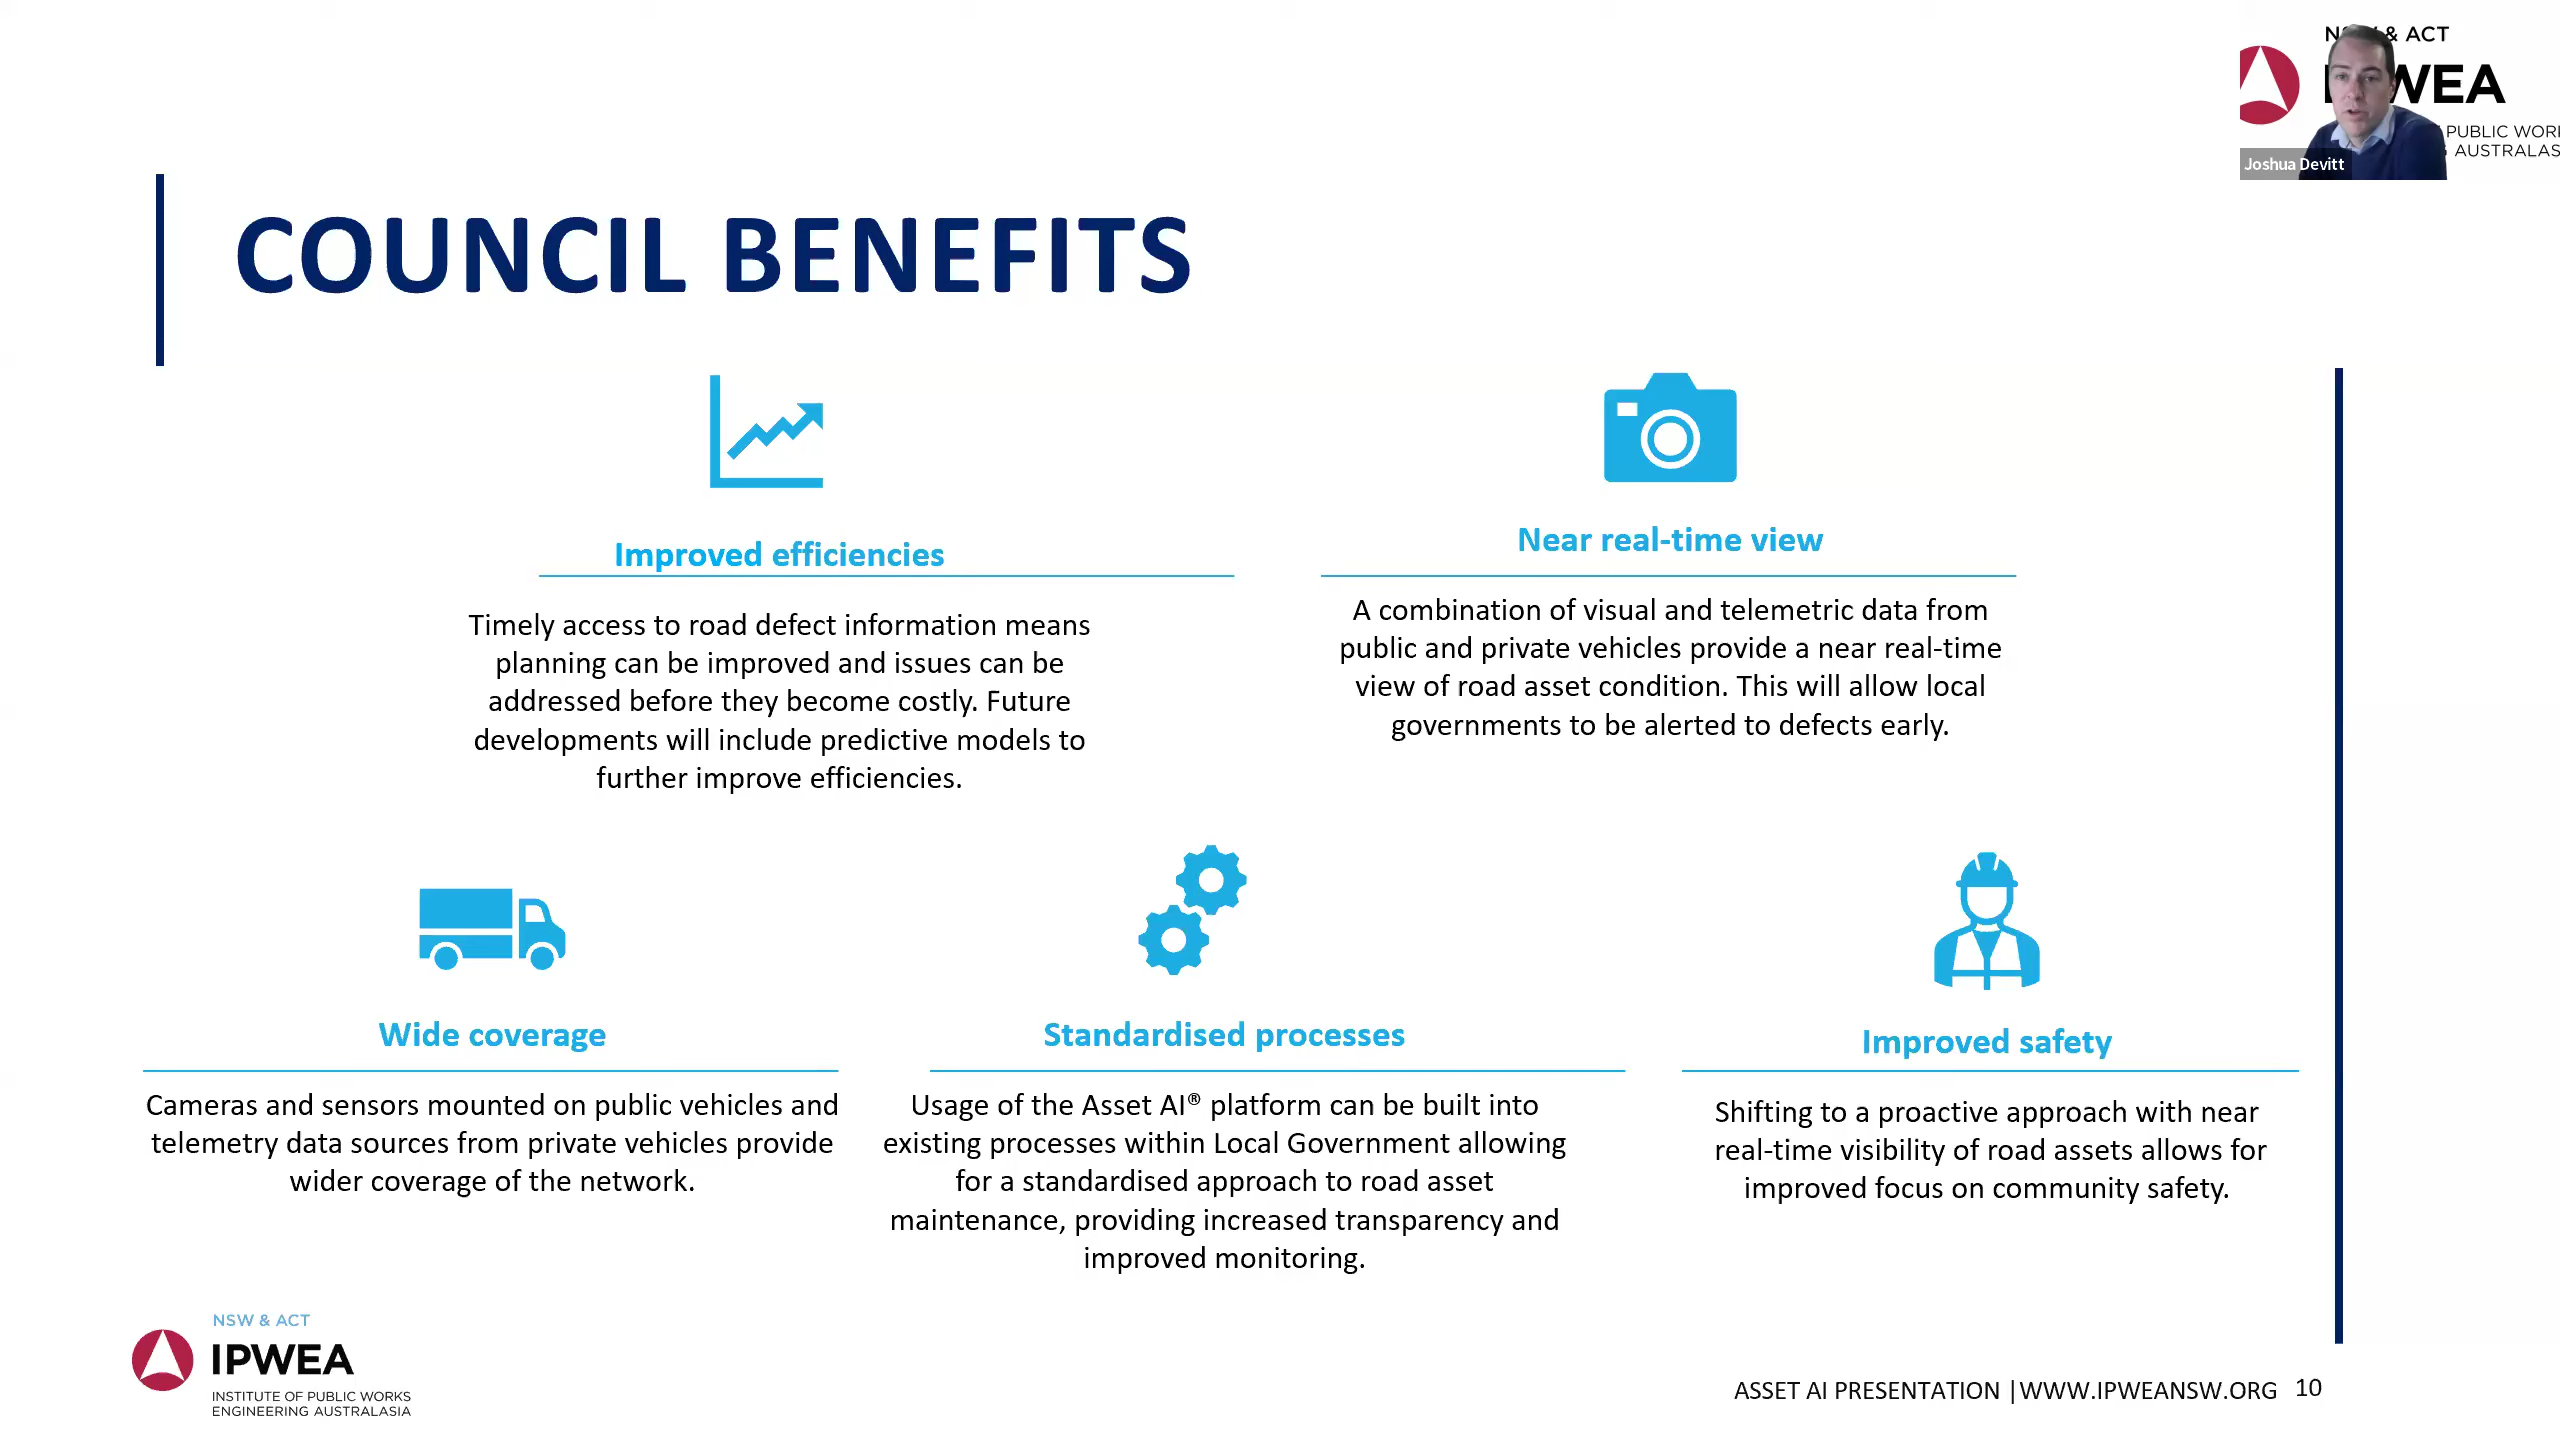 NSW & ACT
WEA
PUBLIC WOR
AUSTRALAS
Joshua Devitt
COUNCIL BENEFITS
Improved efficiencies
Timely access to road defect information means
planning can be improved and issues can be
addressed before they become costly. Future
developments will include predictive models to
further improve efficiencies.
Near real-time view
A combination of visual and telemetric data from
public and private vehicles provide a near real-time
view of road asset condition. This will allow local
governments to be alerted to defects early.
Wide coverage
Cameras and sensors mounted on public vehicles and
telemetry data sources from private vehicles provide
wider coverage of the network.
Standardised processes
Usage of the Asset AI® platform can be built into
existing processes within Local Government allowing
for a standardised approach to road asset
maintenance, providing increased transparency and
improved monitoring.
Improved safety
Shifting to a proactive approach with near
real-time visibility of road assets allows for
improved focus on community safety.
NSW & ACT
IPWEA
INSTITUTE OF PUBLIC WORKS
ENGINEERING AUSTRALASIA
ASSET AI PRESENTATION |WWW.IPWEANSW.ORG 10